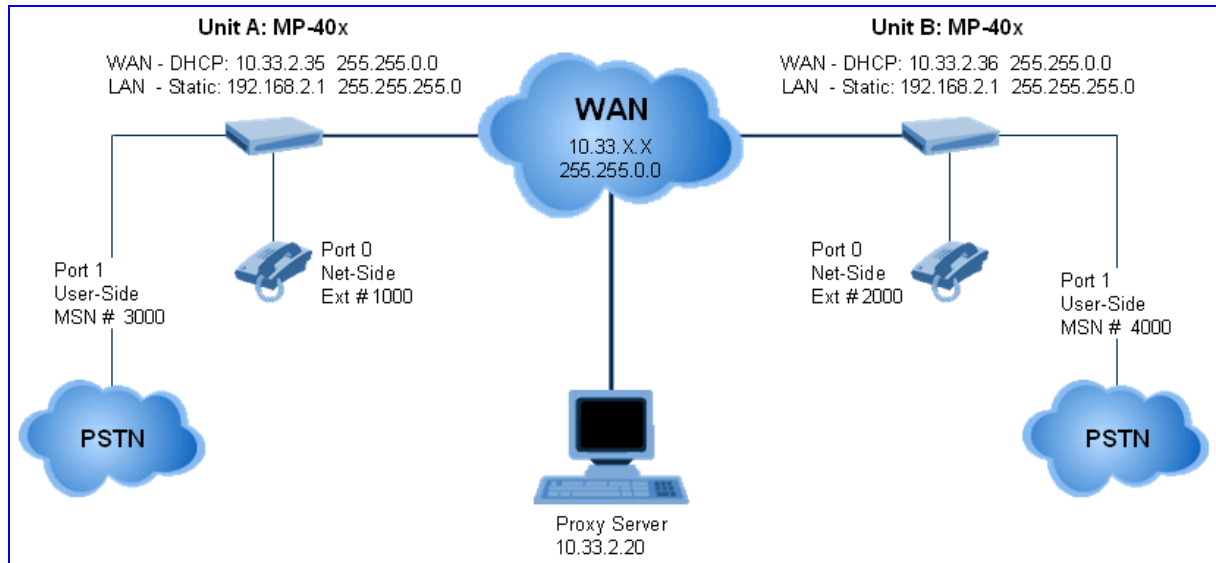 Unit A: MP-40x
WAN - DHCP: 10.33.2.35 255.255.0.0
LAN - Static: 192.168.2.1 255.255.255.0
Unit B: MP-40x
WAN - DHCP: 10.33.2.36 255.255.0.0
LAN - Static: 192.168.2.1 255.255.255.0
WAN
10.33.X.X
255.255.0.0
Port 0
Net-Side
Ext #1000
Port 1
User-Side
MSN # 3000
Port 0
Net-Side
Ext #2000
Port 1
User-Side
MSN # 4000
PSTN
PSTN
Proxy Server
10.33.2.20